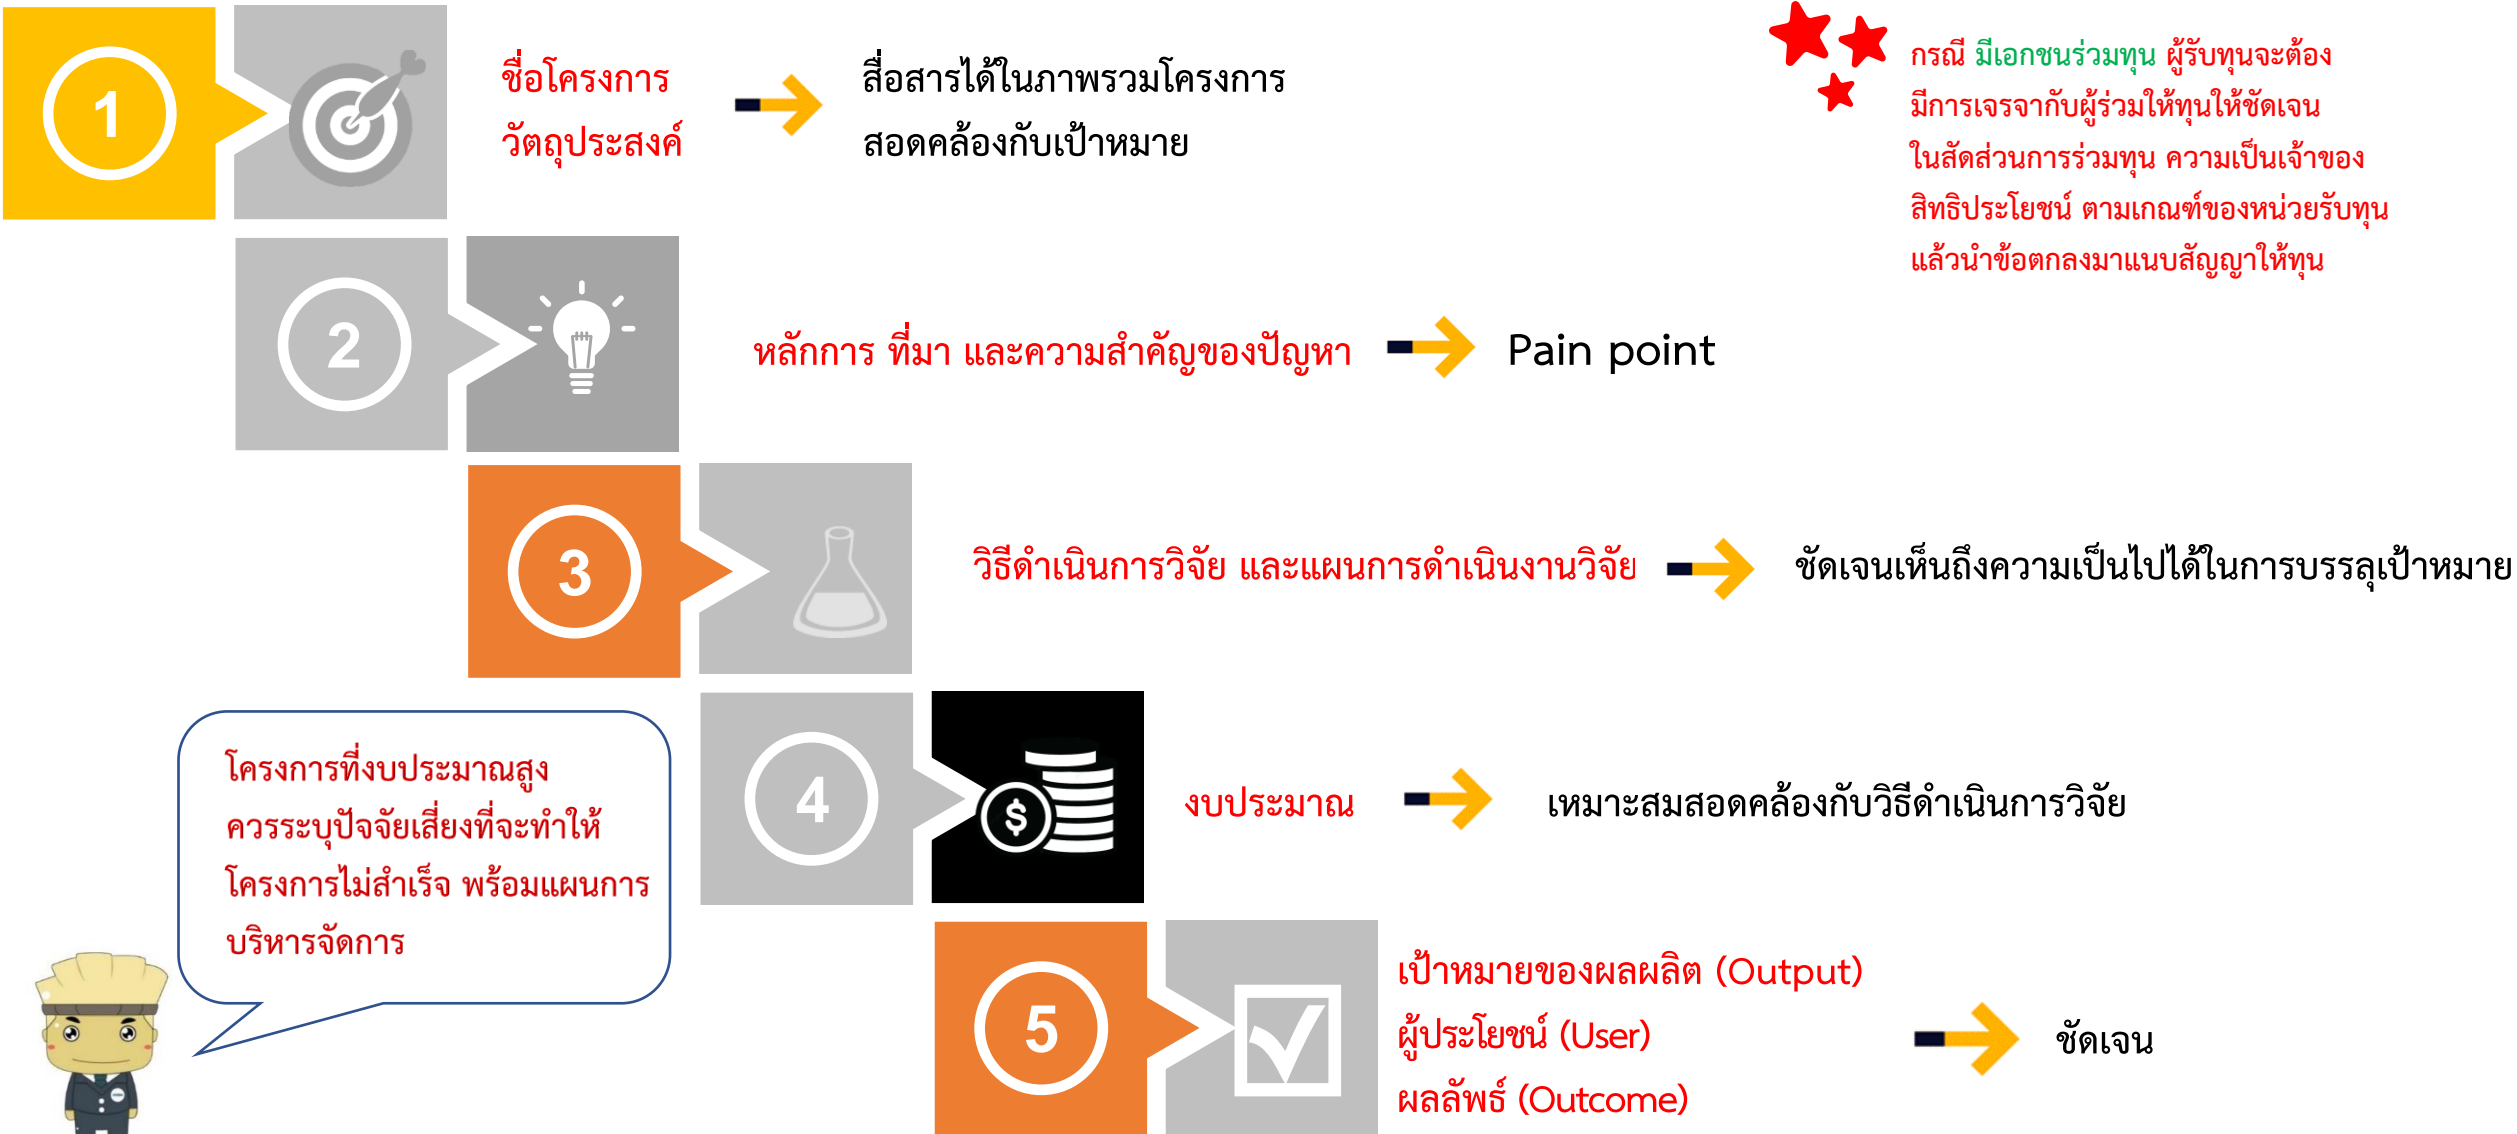 1
ชื่อโครงการ
วัตถุประสงค์
สื่อสารได้ในภาพรวมโครงการ
สอดคล้องกับเป้าหมาย
กรณี มีเอกชนร่วมทุน ผู้รับทุนจะต้อง
มีการเจรจากับผู้ร่วมให้ทุนให้ชัดเจน
ในสัดส่วนการร่วมทุน ความเป็นเจ้าของ
สิทธิประโยชน์ ตามเกณฑ์ของหน่วยรับทุน
แล้วนำข้อตกลงมาแนบสัญญาให้ทุน
2
หลักการ ที่มา และความสำคัญของปัญหา
Pain point
3
วิธีดำเนินการวิจัย และแผนการดำเนินงานวิจัย
ชัดเจนเห็นถึงความเป็นไปได้ในการบรรลุเป้าหมาย
โครงการที่งบประมาณสูง
ควรระบุปัจจัยเสี่ยงที่จะทำให้
โครงการไม่สำเร็จ พร้อมแผนการ
บริหารจัดการ
4
$
งบประมาณ
เหมาะสมสอดคล้องกับวิธีดำเนินการวิจัย
5
เป้าหมายของผลผลิต (Output)
ผู้ประโยชน์ (User)
ผลลัพธ์ (Outcome)
ชัดเจน